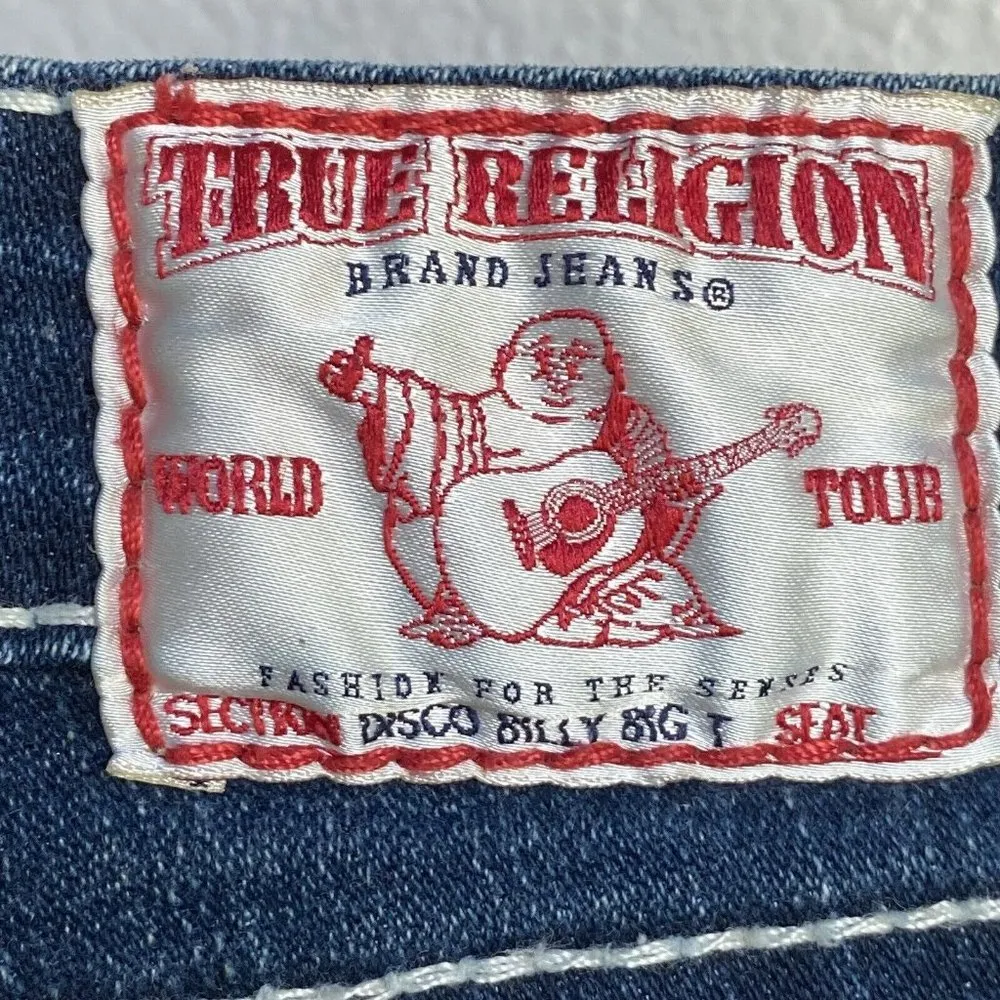 TRUE RELIGION
BRAND JEANS®
WORLD TOUR
FASHION FOR THE SENSES
SECTION DISCO BILLY BIG T SEAT